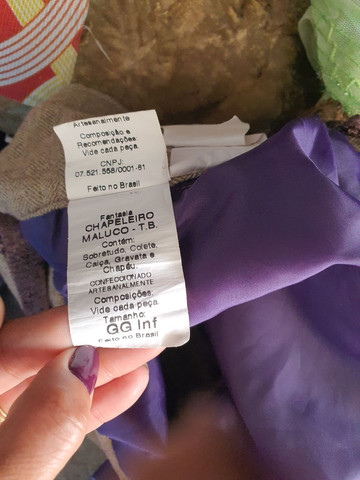 Artesanalmente
Composição e
Recomendações
Vide cada peça.
CNPJ:
07.521.558/0001-81
Feito no Brasil
Fantasia
CHAPELEIRO
MALUCO - T.B.
Contém:
Sobretudo, Colete,
Calça, Gravata e
Chapéu.
CONFECCIONADO
ARTESANALMENTE
Composições:
Vide cada peça.
Tamanho:
GG Inf
Feito no Brasil